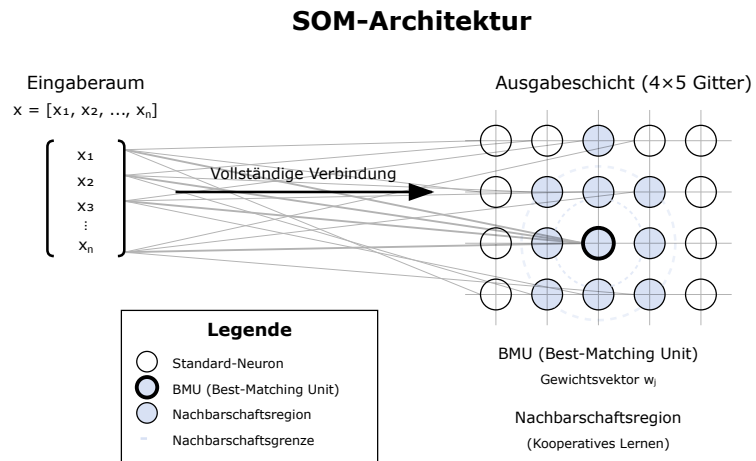 SOM-Architektur
Eingaberaum
x = [x₁, x₂, ..., xₙ]
Ausgabeschicht (4×5 Gitter)
x₁
x₂
x₃
⋮
xₙ
Vollständige Verbindung
Legende
Standard-Neuron
BMU (Best-Matching Unit)
Nachbarschaftsregion
Nachbarschaftsgrenze
BMU (Best-Matching Unit)
Gewichtsvektor wⱼ
Nachbarschaftsregion
(Kooperatives Lernen)